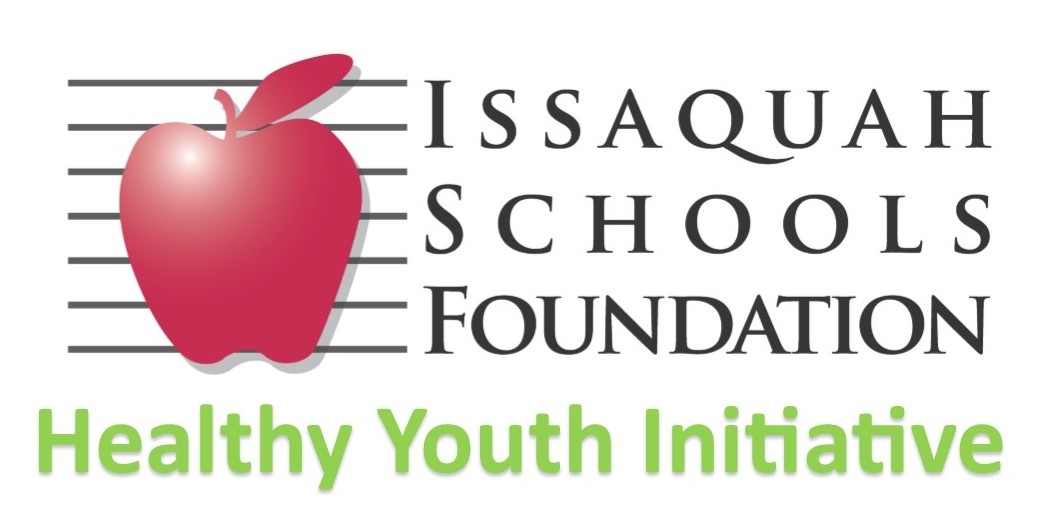 ISSAQUAH
SCHOOLS
FOUNDATION
Healthy Youth Initiative